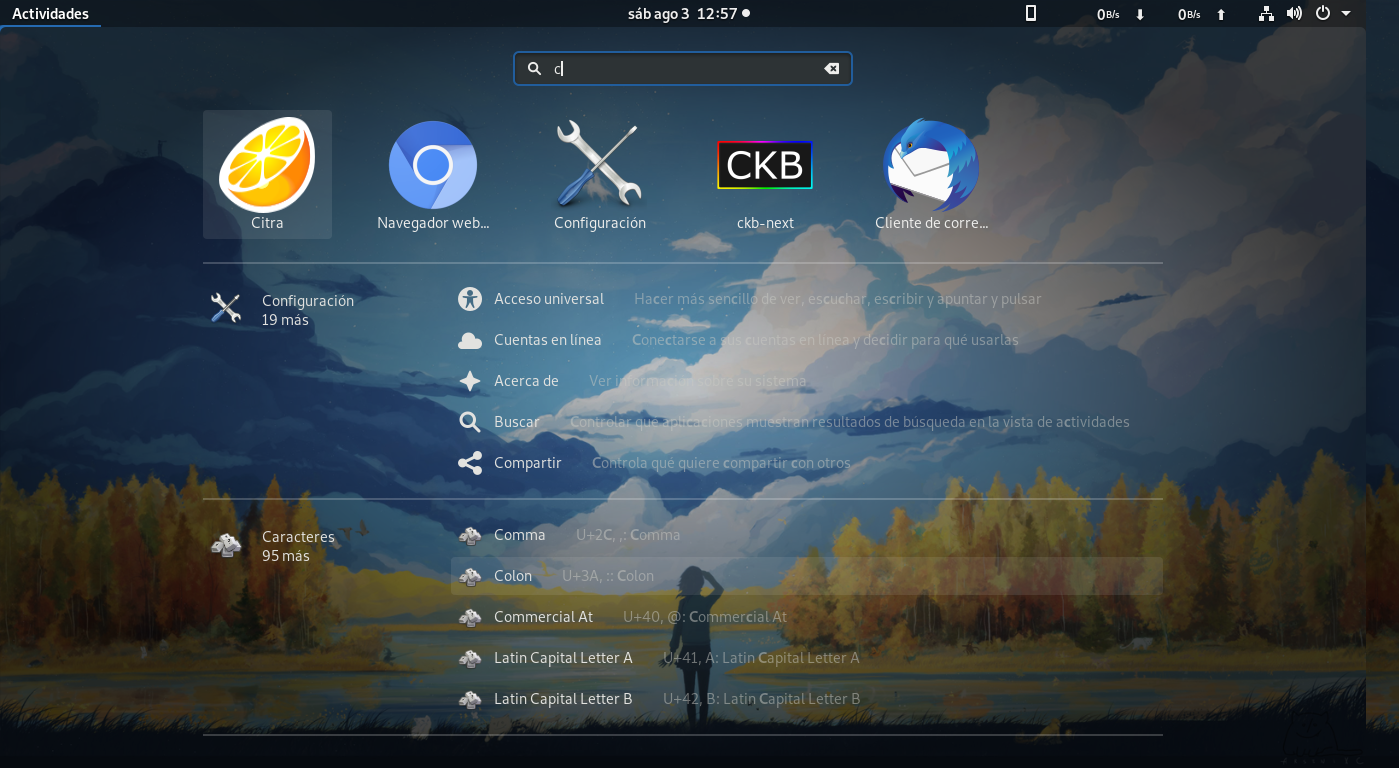 Actividades
sáb ago 3 12:57
0 B/s
0 B/s
c
CKB
Citra
Navegador web...
Configuración
ckb-next
Cliente de corre...
Configuración
19 más
Acceso universal Hacer más sencillo de ver, escuchar, escribir y apuntar y pulsar
Cuentas en línea Conectarse a sus cuentas en línea y decidir para qué usarlas
Acerca de Ver información sobre su sistema
Buscar Controlar qué aplicaciones muestran resultados de búsqueda en la vista de actividades
Compartir Controla qué quiere compartir con otros
Caracteres
95 más
Comma U+2C, ,: Comma
Colon U+3A, :: Colon
Commercial At U+40, @: Commercial At
Latin Capital Letter A U+41, A: Latin Capital Letter A
Latin Capital Letter B U+42, B: Latin Capital Letter B